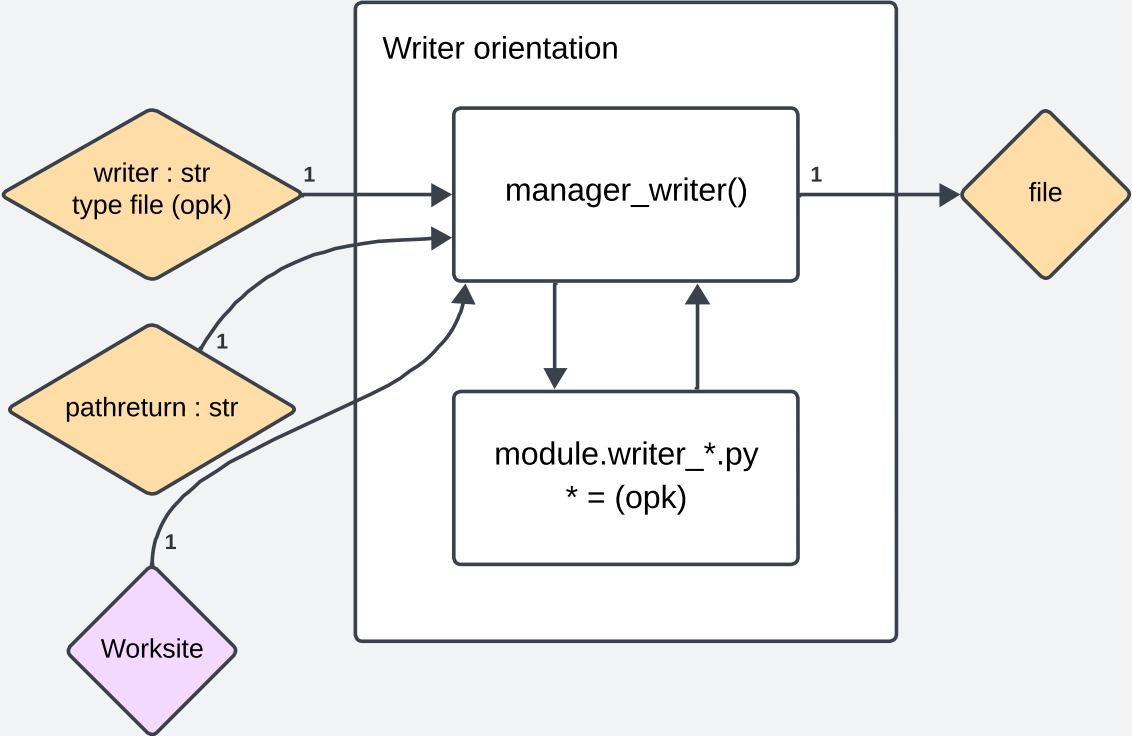 Writer orientation
writer : str
type file (opk)
1
manager_writer()
1
file
1
pathreturn : str
module.writer_*.py
* = (opk)
1
Worksite